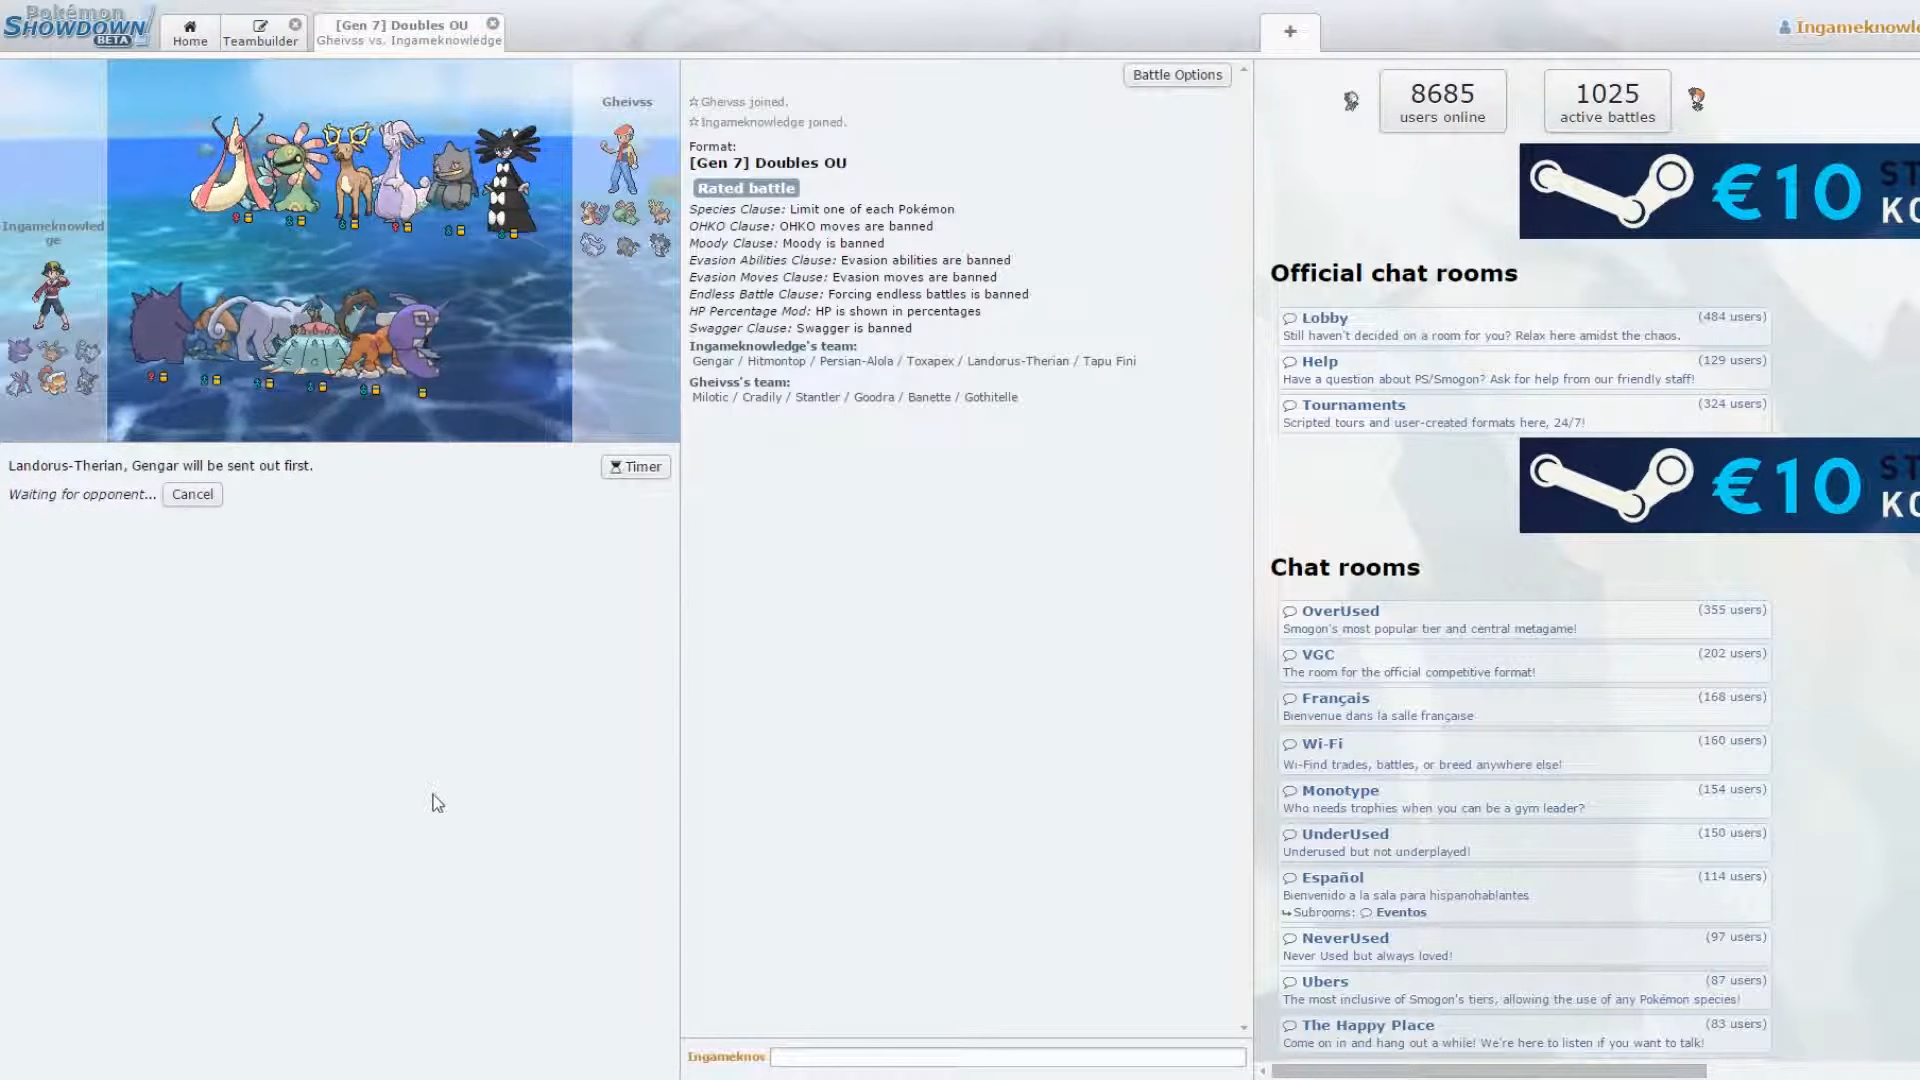 Pokémon
SHOWDOWN!
BETA
Home
Teambuilder
[Gen 7] Doubles OU
Gheivss vs. Ingameknowledge
+
Ingameknowle
Gheivss
Ingameknowled
ge
Landorus-Therian, Gengar will be sent out first.
Timer
Waiting for opponent...
Cancel
Battle Options
☆Gheivss joined.
☆Ingameknowledge joined.
Format:
[Gen 7] Doubles OU
Rated battle
Species Clause: Limit one of each Pokémon
OHKO Clause: OHKO moves are banned
Moody Clause: Moody is banned
Evasion Abilities Clause: Evasion abilities are banned
Evasion Moves Clause: Evasion moves are banned
Endless Battle Clause: Forcing endless battles is banned
HP Percentage Mod: HP is shown in percentages
Swagger Clause: Swagger is banned
Ingameknowledge's team:
Gengar / Hitmontop / Persian-Alola / Toxapex / Landorus-Therian / Tapu Fini
Gheivss's team:
Milotic / Cradily / Stantler / Goodra / Banette / Gothitelle
Ingameknov
8685
users online
1025
active battles
€10
ST
KO
Official chat rooms
Lobby (484 users)
Still haven't decided on a room for you? Relax here amidst the chaos.
Help (129 users)
Have a question about PS/Smogon? Ask for help from our friendly staff!
Tournaments (324 users)
Scripted tours and user-created formats here, 24/7!
€10
ST
KO
Chat rooms
OverUsed (355 users)
Smogon's most popular tier and central metagame!
VGC (202 users)
The room for the official competitive format!
Français (168 users)
Bienvenue dans la salle française
Wi-Fi (160 users)
Wi-Find trades, battles, or breed anywhere else!
Monotype (154 users)
Who needs trophies when you can be a gym leader?
UnderUsed (150 users)
Underused but not underplayed!
Español (114 users)
Bienvenido a la sala para hispanohablantes
↳Subrooms: Eventos
NeverUsed (97 users)
Never Used but always loved!
Ubers (87 users)
The most inclusive of Smogon's tiers, allowing the use of any Pokémon species!
The Happy Place (83 users)
Come on in and hang out a while! We're here to listen if you want to talk!